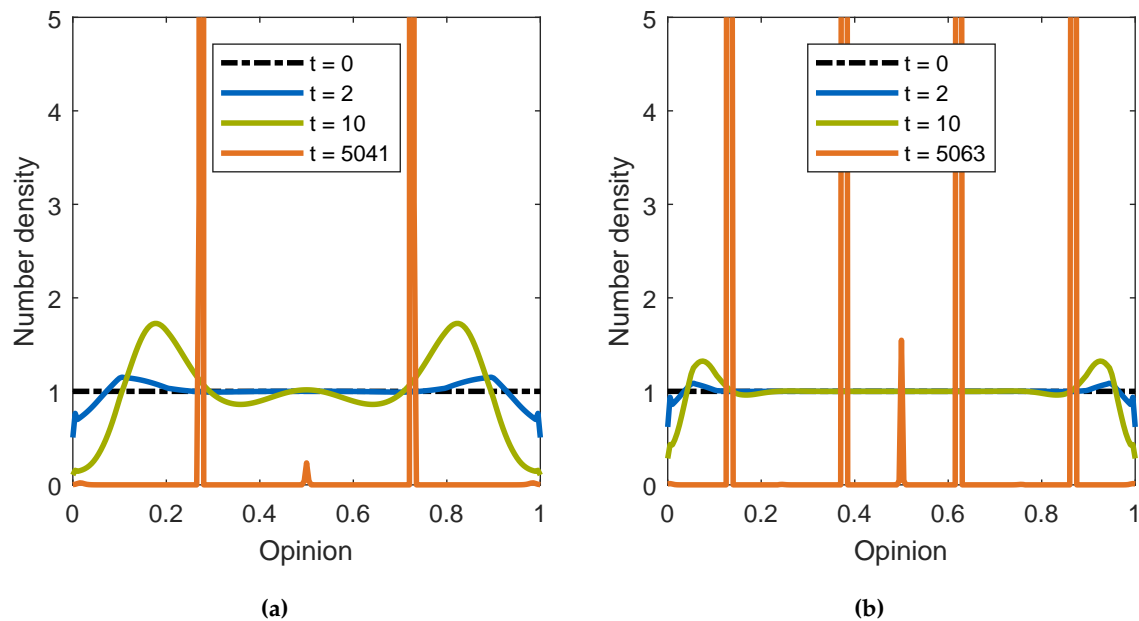 5
4
3
2
1
0
Number density
t = 0
t = 2
t = 10
t = 5041
0 0.2 0.4 0.6 0.8 1
Opinion
(a)
5
4
3
2
1
0
Number density
t = 0
t = 2
t = 10
t = 5063
0 0.2 0.4 0.6 0.8 1
Opinion
(b)